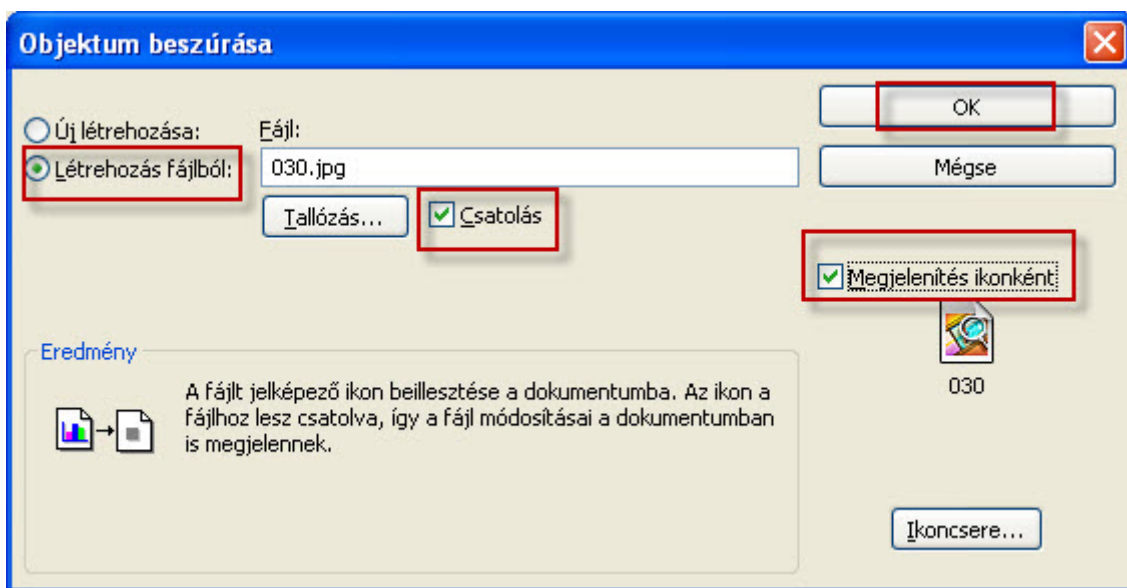 Objektum beszúrása
Új létrehozása:
Fájl:
OK
Létrehozás fájlból:
030.jpg
Mégse
Tallózás...
Csatolás
Megjelenítés ikonként
030
Eredmény
A fájlt jelképező ikon beillesztése a dokumentumba. Az ikon a
fájlhoz lesz csatolva, így a fájl módosításai a dokumentumban
is megjelennek.
Ikoncsere...